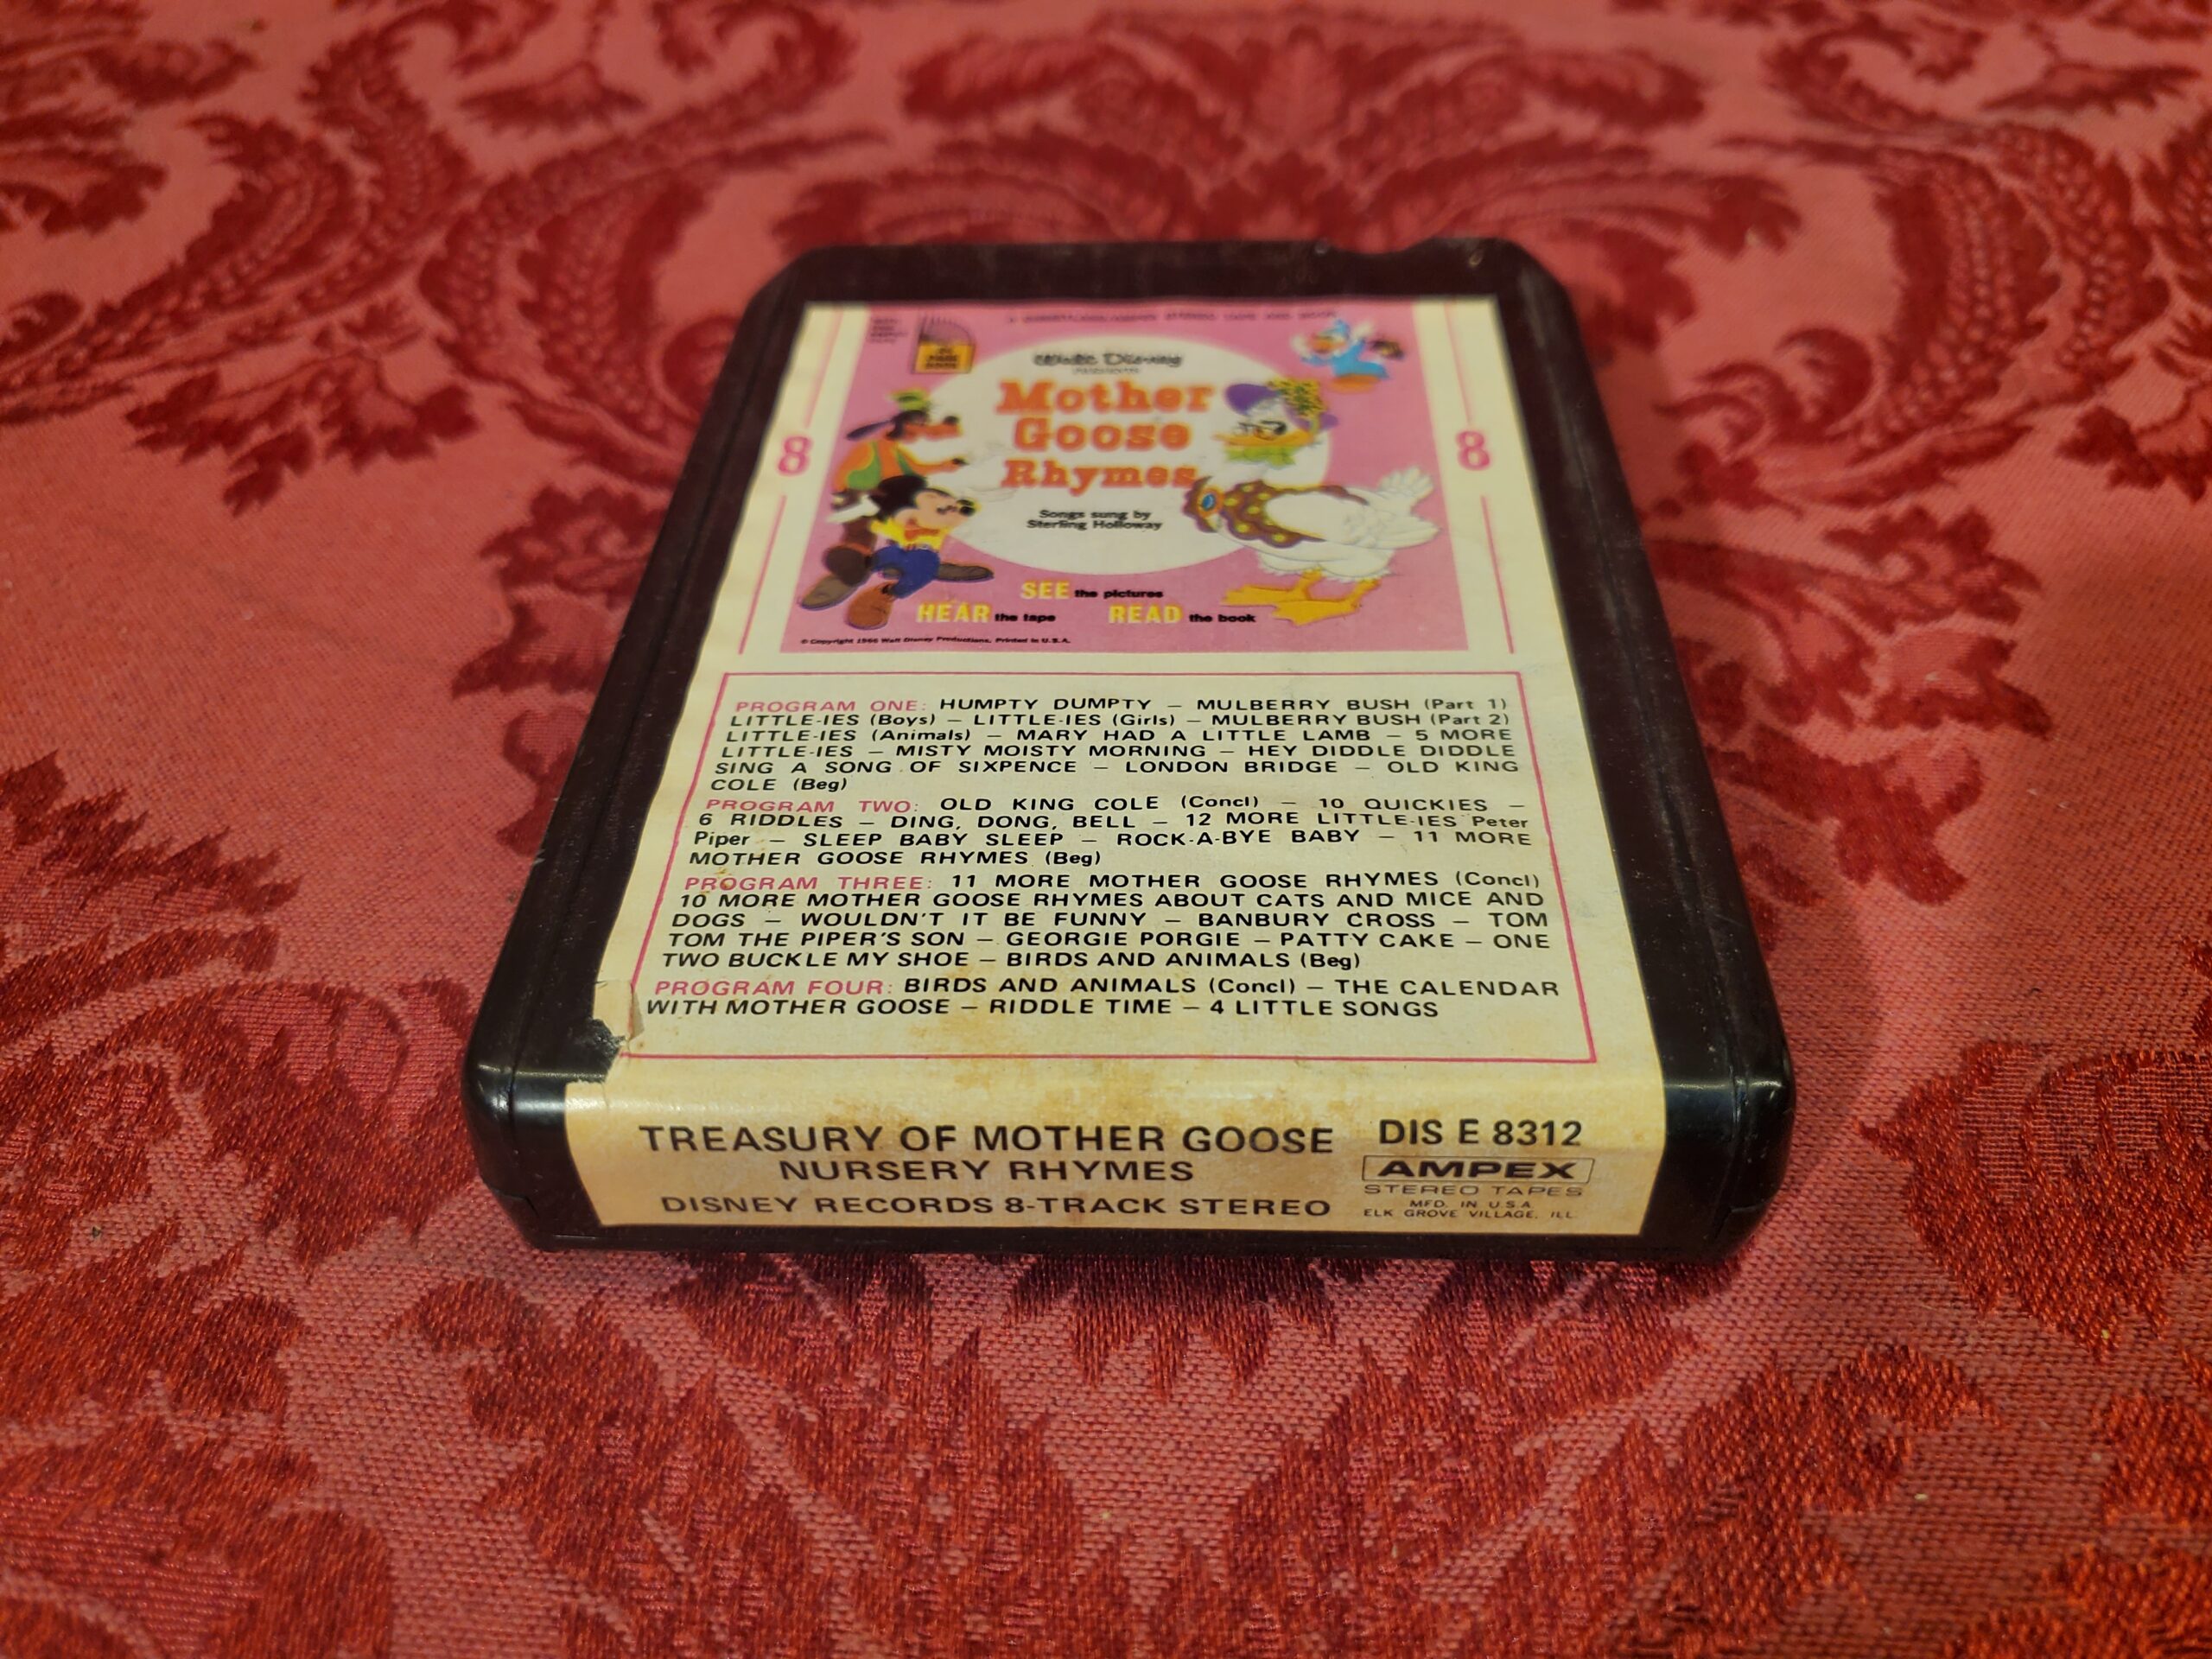 8
8
Walt Disney
Mother
Goose
Rhymes
Songs sung by
Sterling Holloway
SEE the pictures
HEAR the tape READ the book
© Copyright 1966 Walt Disney Productions. Printed in U.S.A.
PROGRAM ONE: HUMPTY DUMPTY – MULBERRY BUSH (Part 1)
LITTLE-IES (Boys) – LITTLE-IES (Girls) – MULBERRY BUSH (Part 2)
LITTLE-IES (Animals) – MARY HAD A LITTLE LAMB – 5 MORE
LITTLE-IES – MISTY MOISTY MORNING – HEY DIDDLE DIDDLE
SING A SONG OF SIXPENCE – LONDON BRIDGE – OLD KING
COLE (Beg)
PROGRAM TWO: OLD KING COLE (Concl) – 10 QUICKIES –
6 RIDDLES – DING, DONG, BELL – 12 MORE LITTLE-IES Peter
Piper – SLEEP BABY SLEEP – ROCK-A-BYE BABY – 11 MORE
MOTHER GOOSE RHYMES (Beg)
PROGRAM THREE: 11 MORE MOTHER GOOSE RHYMES (Concl)
10 MORE MOTHER GOOSE RHYMES ABOUT CATS AND MICE AND
DOGS – WOULDN'T IT BE FUNNY – BANBURY CROSS – TOM
TOM THE PIPER'S SON – GEORGIE PORGIE – PATTY CAKE – ONE
TWO BUCKLE MY SHOE – BIRDS AND ANIMALS (Beg)
PROGRAM FOUR: BIRDS AND ANIMALS (Concl) – THE CALENDAR
WITH MOTHER GOOSE – RIDDLE TIME – 4 LITTLE SONGS
TREASURY OF MOTHER GOOSE
NURSERY RHYMES
DISNEY RECORDS 8-TRACK STEREO
DIS E 8312
AMPEX
STEREO TAPES
MFD. IN U.S.A.
ELK GROVE VILLAGE, ILL.